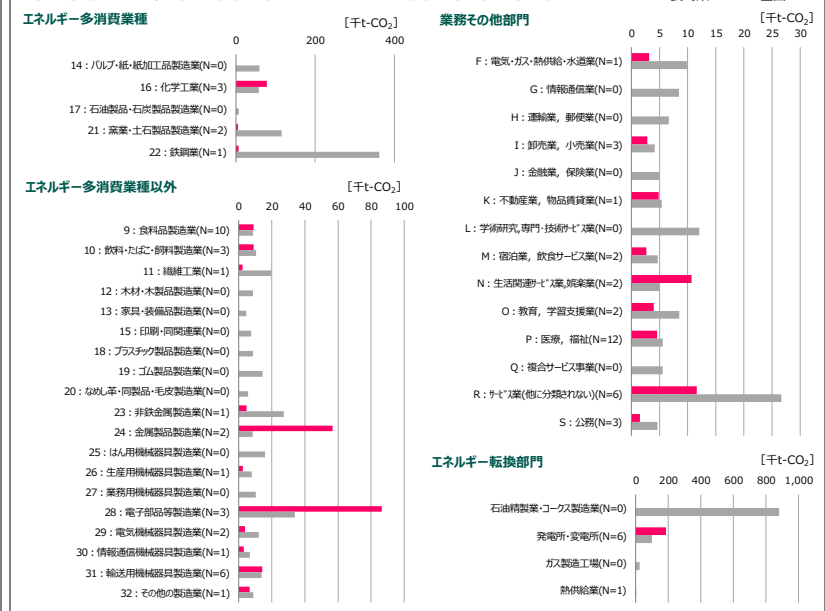 エネルギー多消費業種
[千t-CO₂]
0 200 400
14：パルプ・紙・紙加工品製造業(N=0)
16：化学工業(N=3)
17：石油製品・石炭製品製造業(N=0)
21：窯業・土石製品製造業(N=2)
22：鉄鋼業(N=1)
エネルギー多消費業種以外
[千t-CO₂]
0 20 40 60 80 100
9：食料品製造業(N=10)
10：飲料・たばこ・飼料製造業(N=3)
11：繊維工業(N=1)
12：木材・木製品製造業(N=0)
13：家具・装備品製造業(N=0)
15：印刷・同関連業(N=0)
18：プラスチック製品製造業(N=0)
19：ゴム製品製造業(N=0)
20：なめし革・同製品・毛皮製造業(N=0)
23：非鉄金属製造業(N=1)
24：金属製品製造業(N=2)
25：はん用機械器具製造業(N=0)
26：生産用機械器具製造業(N=1)
27：業務用機械器具製造業(N=0)
28：電子部品等製造業(N=3)
29：電気機械器具製造業(N=2)
30：情報通信機械器具製造業(N=1)
31：輸送用機械器具製造業(N=6)
32：その他の製造業(N=1)
業務その他部門
[千t-CO₂]
0 5 10 15 20 25 30
F：電気・ガス・熱供給・水道業(N=1)
G：情報通信業(N=0)
H：運輸業，郵便業(N=0)
I：卸売業，小売業(N=3)
J：金融業，保険業(N=0)
K：不動産業，物品賃貸業(N=1)
L：学術研究,専門・技術ｻｰﾋﾞｽ業(N=0)
M：宿泊業，飲食サービス業(N=2)
N：生活関連ｻｰﾋﾞｽ業,娯楽業(N=2)
O：教育，学習支援業(N=2)
P：医療，福祉(N=12)
Q：複合サービス事業(N=0)
R：ｻｰﾋﾞｽ業(他に分類されない)(N=6)
S：公務(N=3)
エネルギー転換部門
[千t-CO₂]
0 200 400 600 800 1,000
石油精製業・コークス製造業(N=0)
発電所・変電所(N=6)
ガス製造工場(N=0)
熱供給業(N=1)